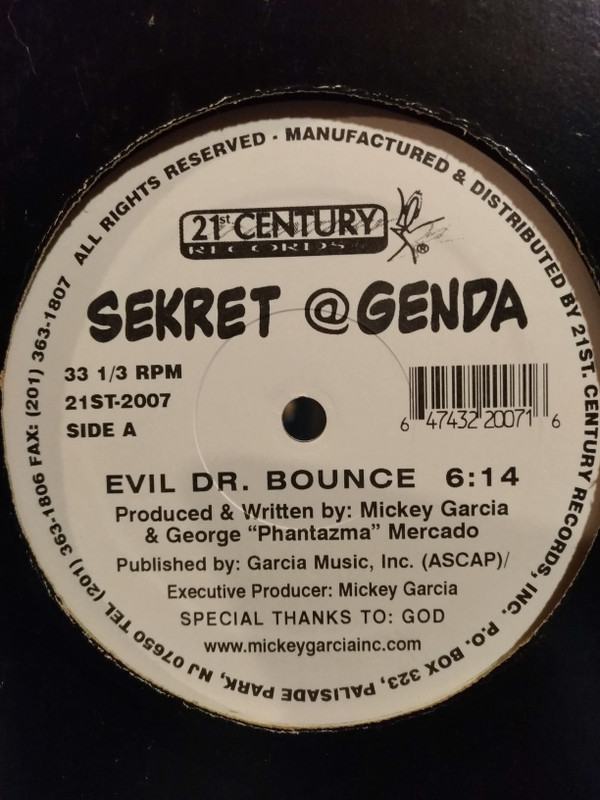 ALL RIGHTS RESERVED · MANUFACTURED & DISTRIBUTED BY 21ST. CENTURY RECORDS, INC. P.O. BOX 323, PALISADE PARK, NJ 07650 TEL (201) 363-1806 FAX: (201) 363-1807
21st. CENTURY
RECORDS
®
SEKRET @GENDA
33 1/3 RPM
21ST-2007
SIDE A
6 47432 20071 6
EVIL DR. BOUNCE 6:14
Produced & Written by: Mickey Garcia
& George "Phantazma" Mercado
Published by: Garcia Music, Inc. (ASCAP)/
Executive Producer: Mickey Garcia
SPECIAL THANKS TO: GOD
www.mickeygarciainc.com